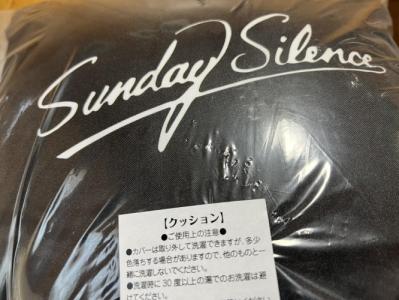 Sunday Silence
【クッション】
●ご使用上の注意●
●カバーは取り外して洗濯できますが、多少
色落ちする場合がありますので、他のものと一
緒に洗濯しないでください。
●洗濯時に30度以上の湯でのお洗濯は避
けてください。